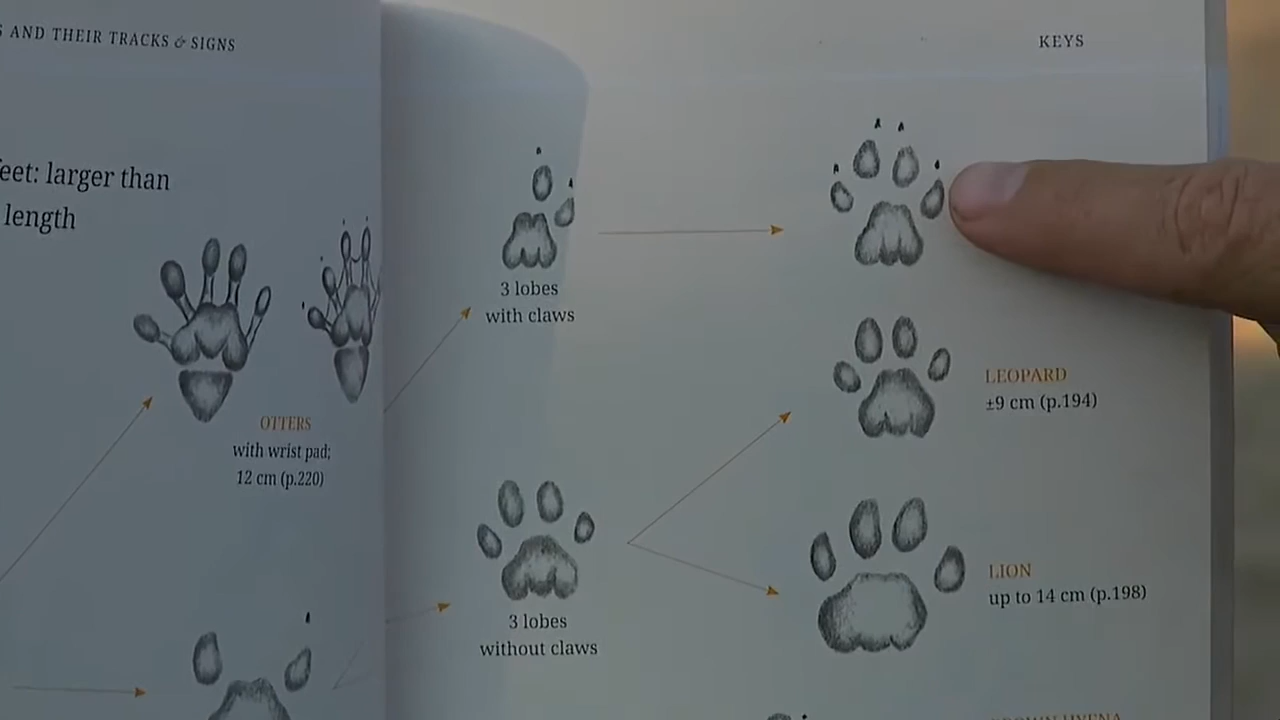 AND THEIR TRACKS & SIGNS
feet: larger than
length
OTTERS
with wrist pad;
12 cm (p.220)
KEYS
3 lobes
with claws
LEOPARD
±9 cm (p.194)
LION
up to 14 cm (p.198)
3 lobes
without claws